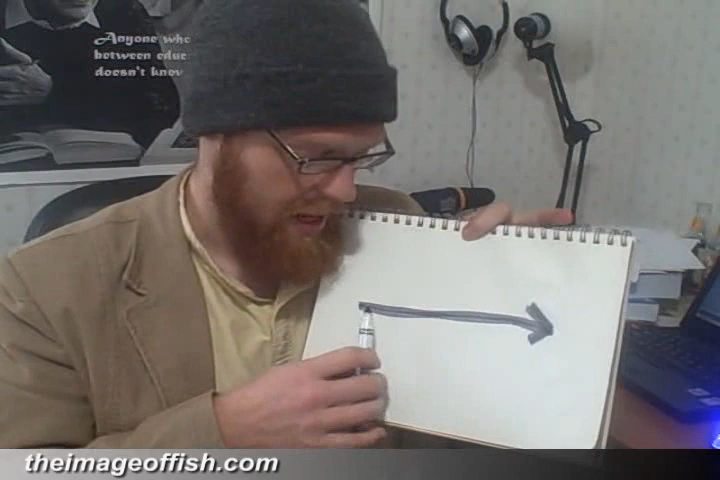 Anyone who
between educ
doesn't know
theimageoffish.com